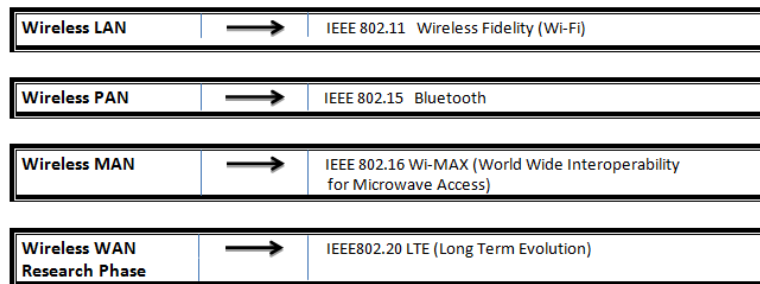 Wireless LAN IEEE 802.11 Wireless Fidelity (Wi-Fi)
Wireless PAN IEEE 802.15 Bluetooth
Wireless MAN IEEE 802.16 Wi-MAX (World Wide Interoperability
for Microwave Access)
Wireless WAN IEEE802.20 LTE (Long Term Evolution)
Research Phase